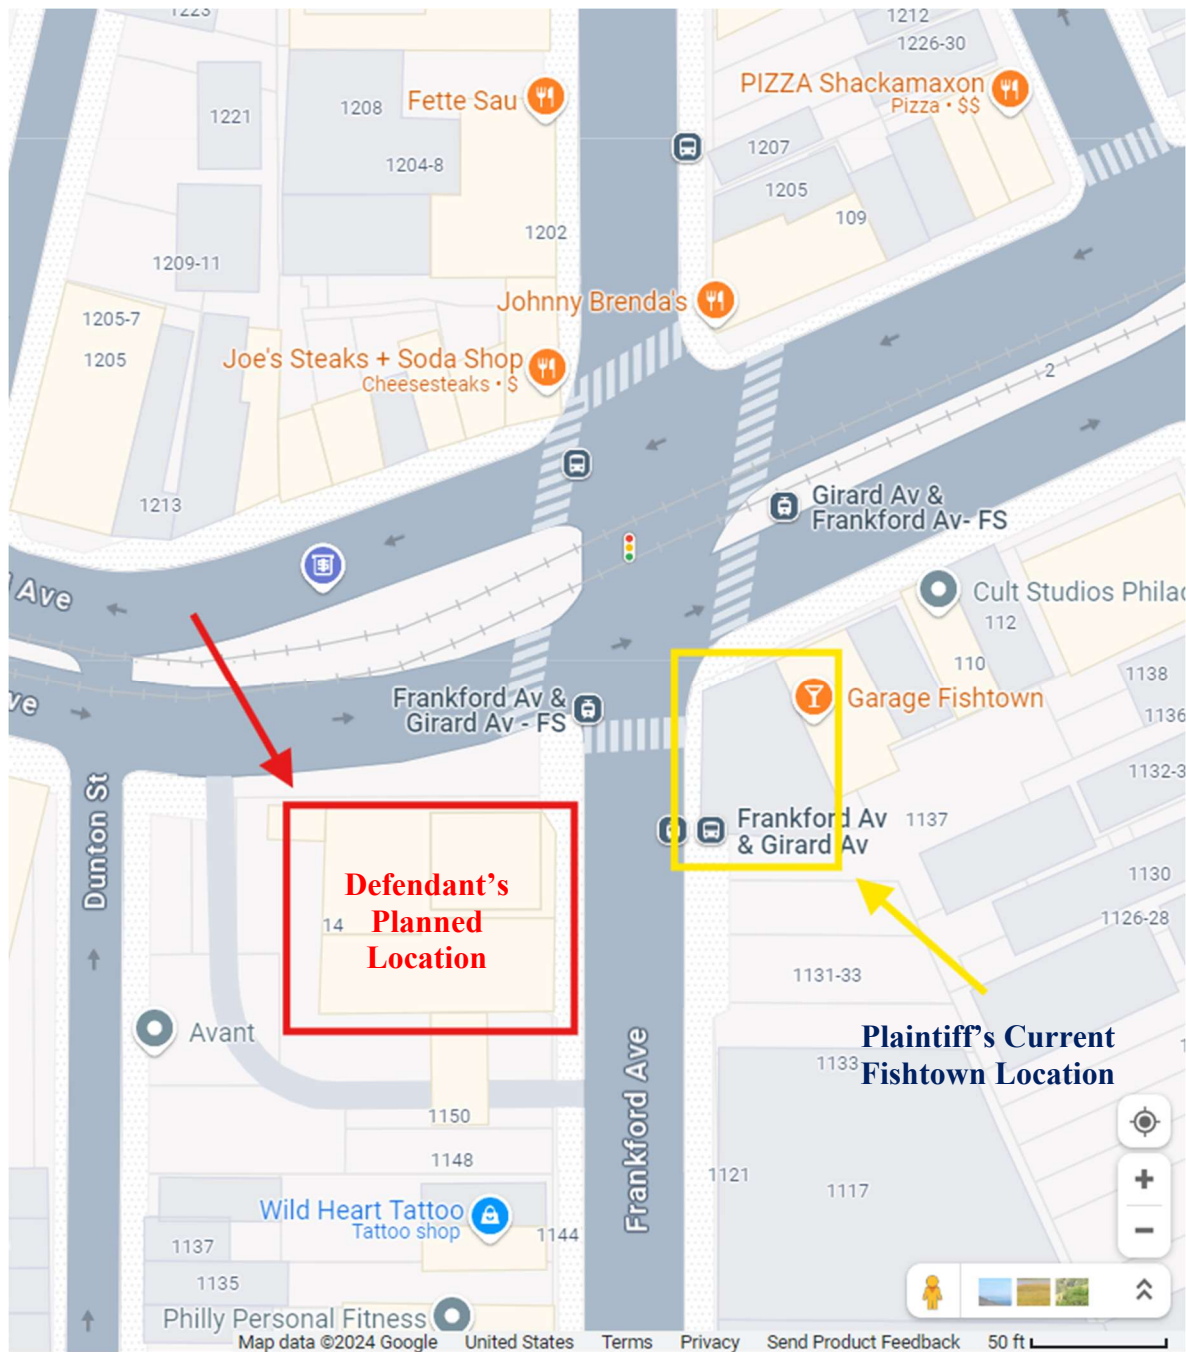 1223
1212
1226-30
PIZZA Shackamaxon
Pizza • $$
Fette Sau
1208
1221
1204-8
1207
1205
109
1202
1209-11
Johnny Brenda's
1205-7
1205
Joe's Steaks + Soda Shop
Cheesesteaks • $
2
1213
Girard Av &
Frankford Av- FS
Ave
Cult Studios Philad
112
110
1138
1136
1132-3
ve
Frankford Av &
Girard Av - FS
Garage Fishtown
Dunton St
Frankford Av
& Girard Av
1137
1130
1126-28
Defendant's
Planned
Location
14
1131-33
Avant
Plaintiff's Current
Fishtown Location
1133
Frankford Ave
1150
1148
1121
1117
Wild Heart Tattoo
Tattoo shop
1144
1137
1135
Philly Personal Fitness
Map data ©2024 Google United States Terms Privacy Send Product Feedback 50 ft